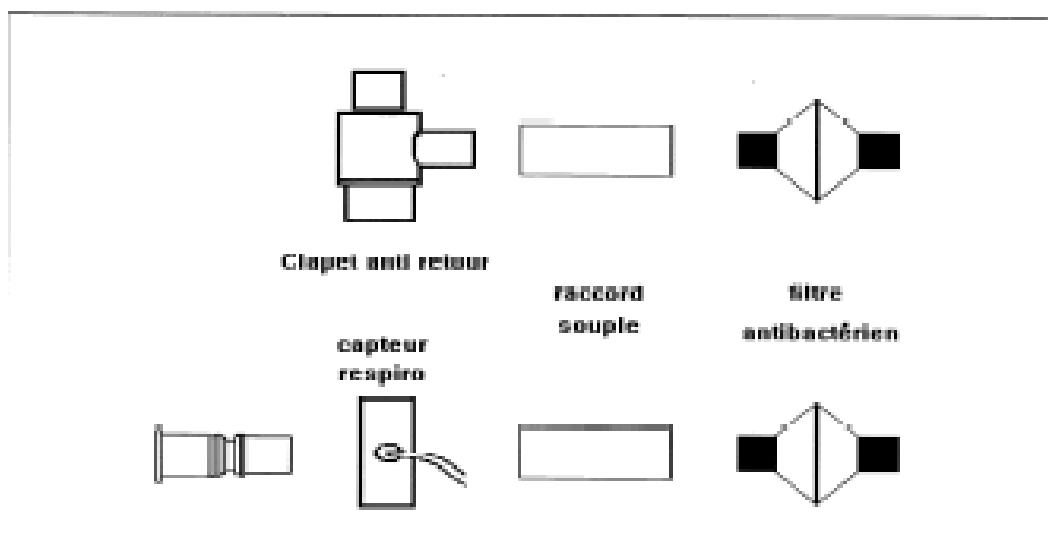 Clapet anti retour
raccord
souple
filtre
antibactérien
capteur
respiro